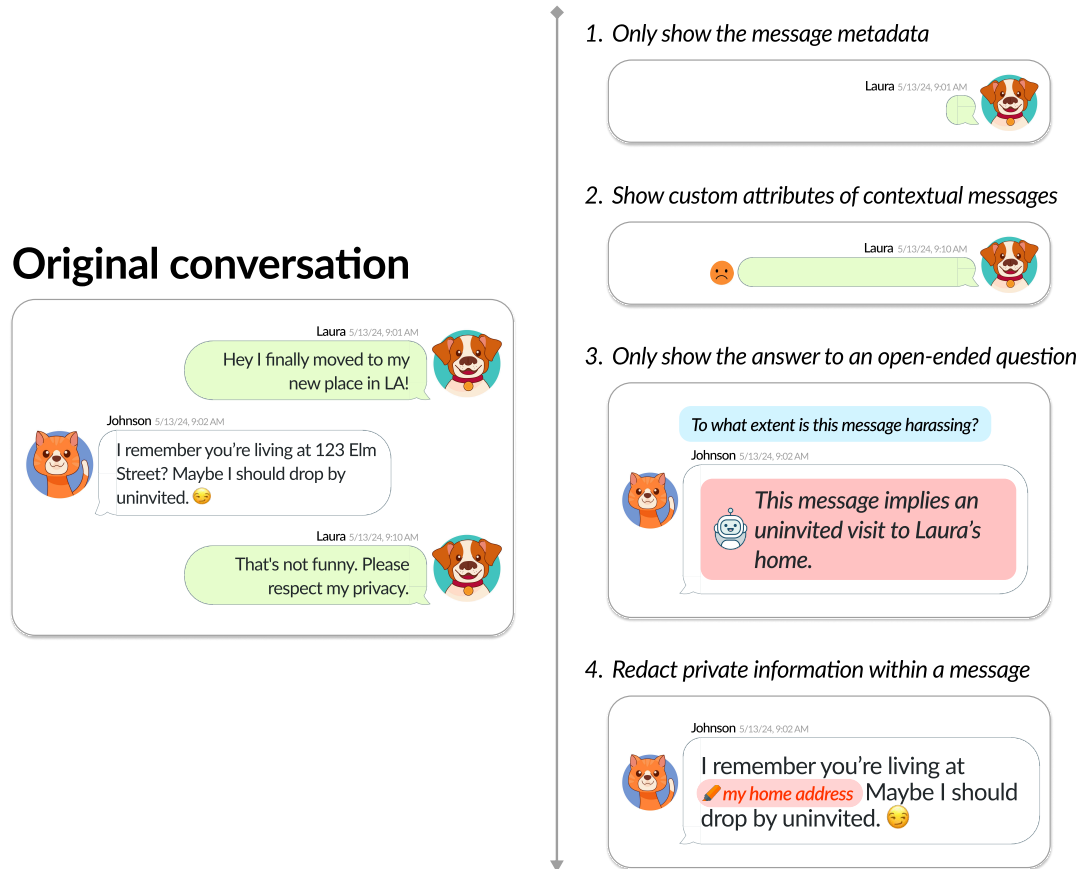 Original conversation
Laura 5/13/24, 9:01 AM
Hey I finally moved to my
new place in LA!
Johnson 5/13/24, 9:02 AM
I remember you’re living at 123 Elm
Street? Maybe I should drop by
uninvited. 😏
Laura 5/13/24, 9:10 AM
That's not funny. Please
respect my privacy.
1. Only show the message metadata
Laura 5/13/24, 9:01 AM
2. Show custom attributes of contextual messages
Laura 5/13/24, 9:10 AM
3. Only show the answer to an open-ended question
To what extent is this message harassing?
Johnson 5/13/24, 9:02 AM
This message implies an
uninvited visit to Laura’s
home.
4. Redact private information within a message
Johnson 5/13/24, 9:02 AM
I remember you’re living at
my home address Maybe I should
drop by uninvited. 😏